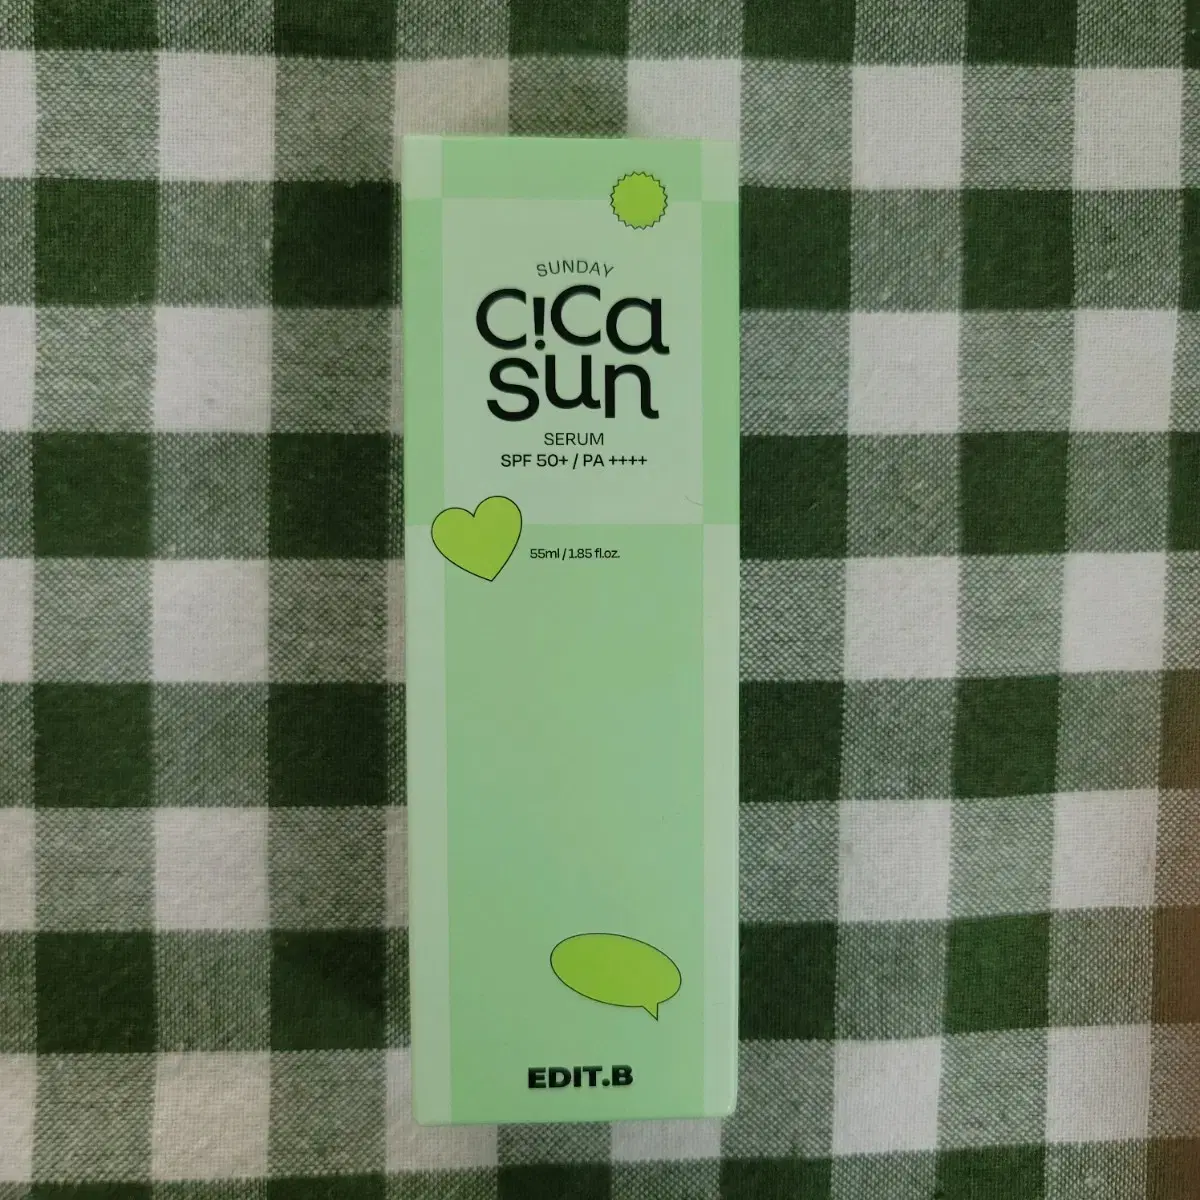 SUNDAY
c!ca
sun
SERUM
SPF 50+ / PA ++++
55ml / 1.85 fl.oz.
EDIT.B